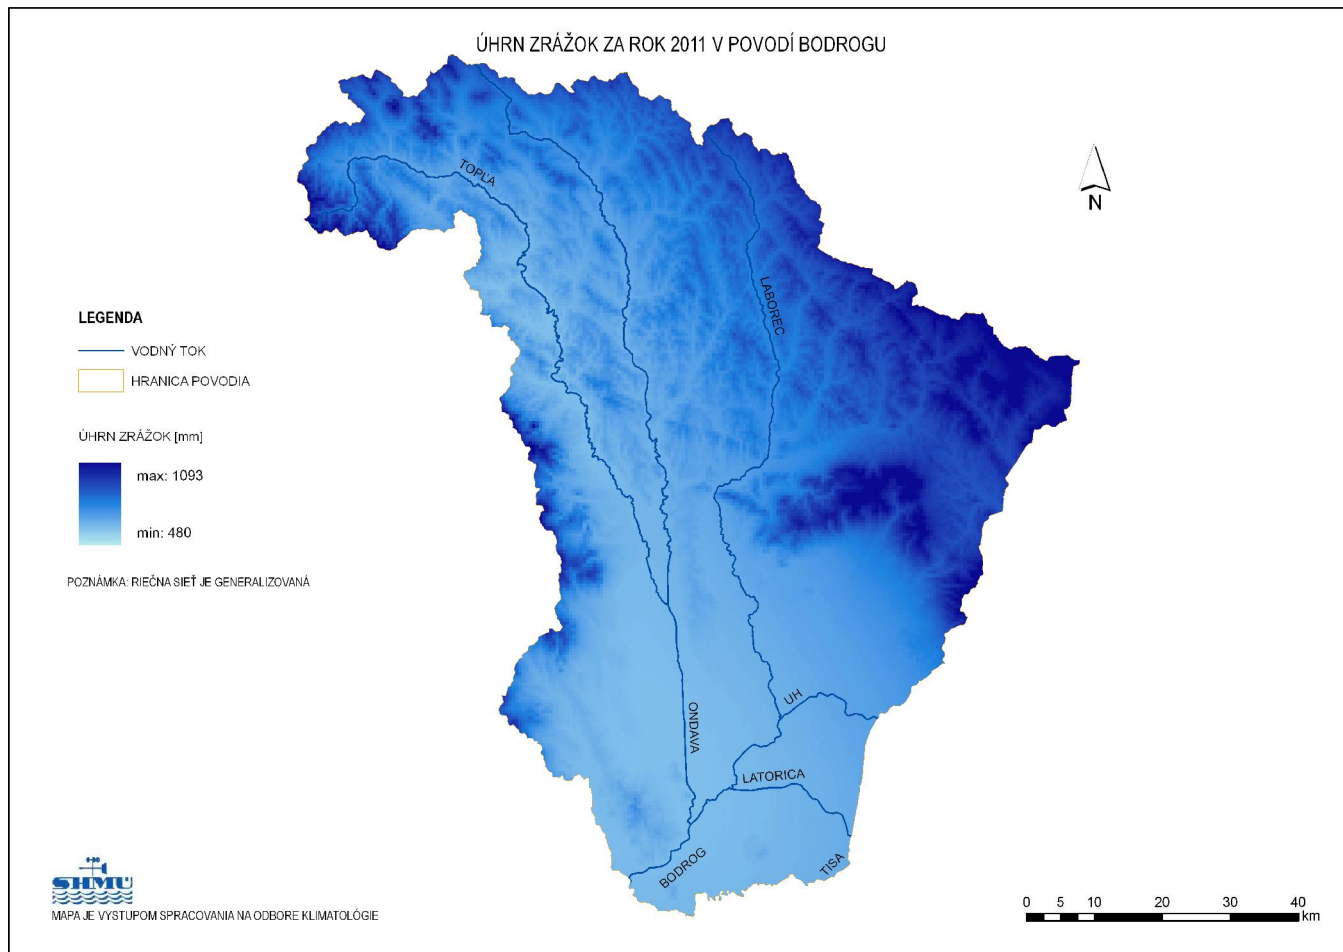 ÚHRN ZRÁŽOK ZA ROK 2011 V POVODÍ BODROGU
TOPĽA
N
LABOREC
LEGENDA
VODNÝ TOK
HRANICA POVODIA
ÚHRN ZRÁŽOK [mm]
max: 1093
min: 480
POZNÁMKA: RIEČNA SIEŤ JE GENERALIZOVANÁ
UH
ONDAVA
LATORICA
BODROG
TISA
SHMÚ
MAPA JE VÝSTUPOM SPRACOVANIA NA ODBORE KLIMATOLÓGIE
0 5 10 20 30 40
km